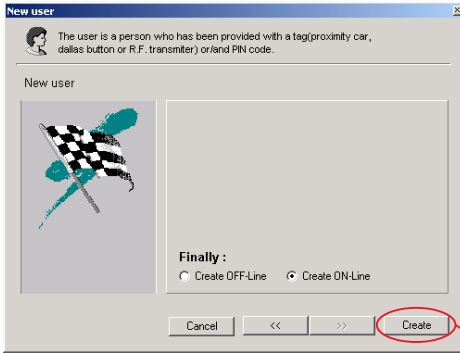 New user
The user is a person who has been provided with a tag(proximity car,
dallas button or R.F. transmiter) or/and PIN code.
New user
Finally :
Create OFF-Line Create ON-Line
Cancel << >> Create